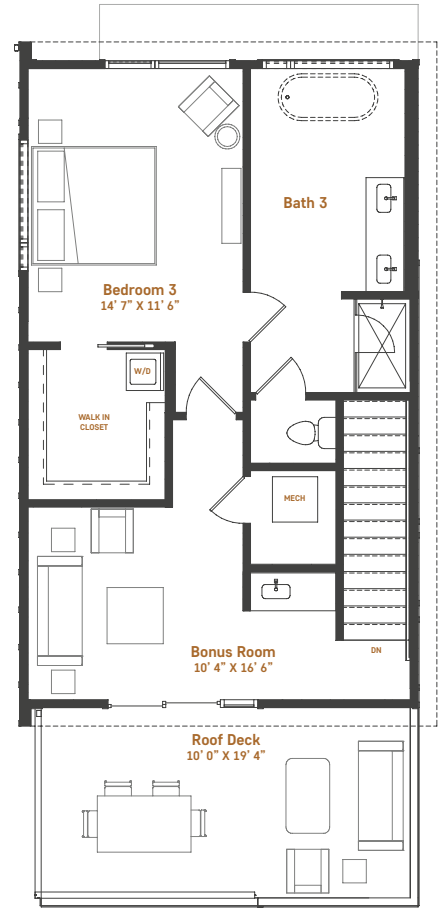 Bath 3
Bedroom 3
14' 7" X 11' 6"
W/D
WALK IN
CLOSET
MECH
DN
Bonus Room
10' 4" X 16' 6"
Roof Deck
10' 0" X 19' 4"